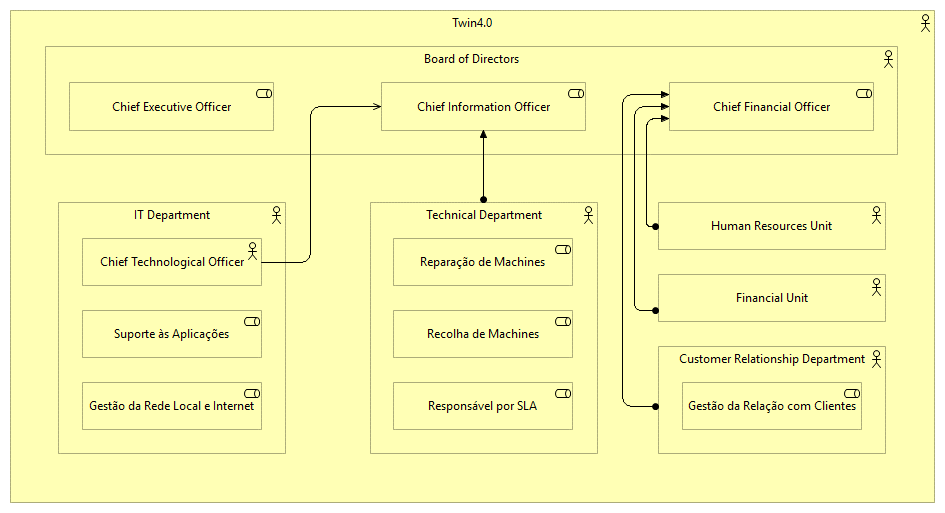 Twin4.0
Board of Directors
Chief Executive Officer
Chief Information Officer
Chief Financial Officer
IT Department
Chief Technological Officer
Suporte às Aplicações
Gestão da Rede Local e Internet
Technical Department
Reparação de Machines
Recolha de Machines
Responsável por SLA
Human Resources Unit
Financial Unit
Customer Relationship Department
Gestão da Relação com Clientes